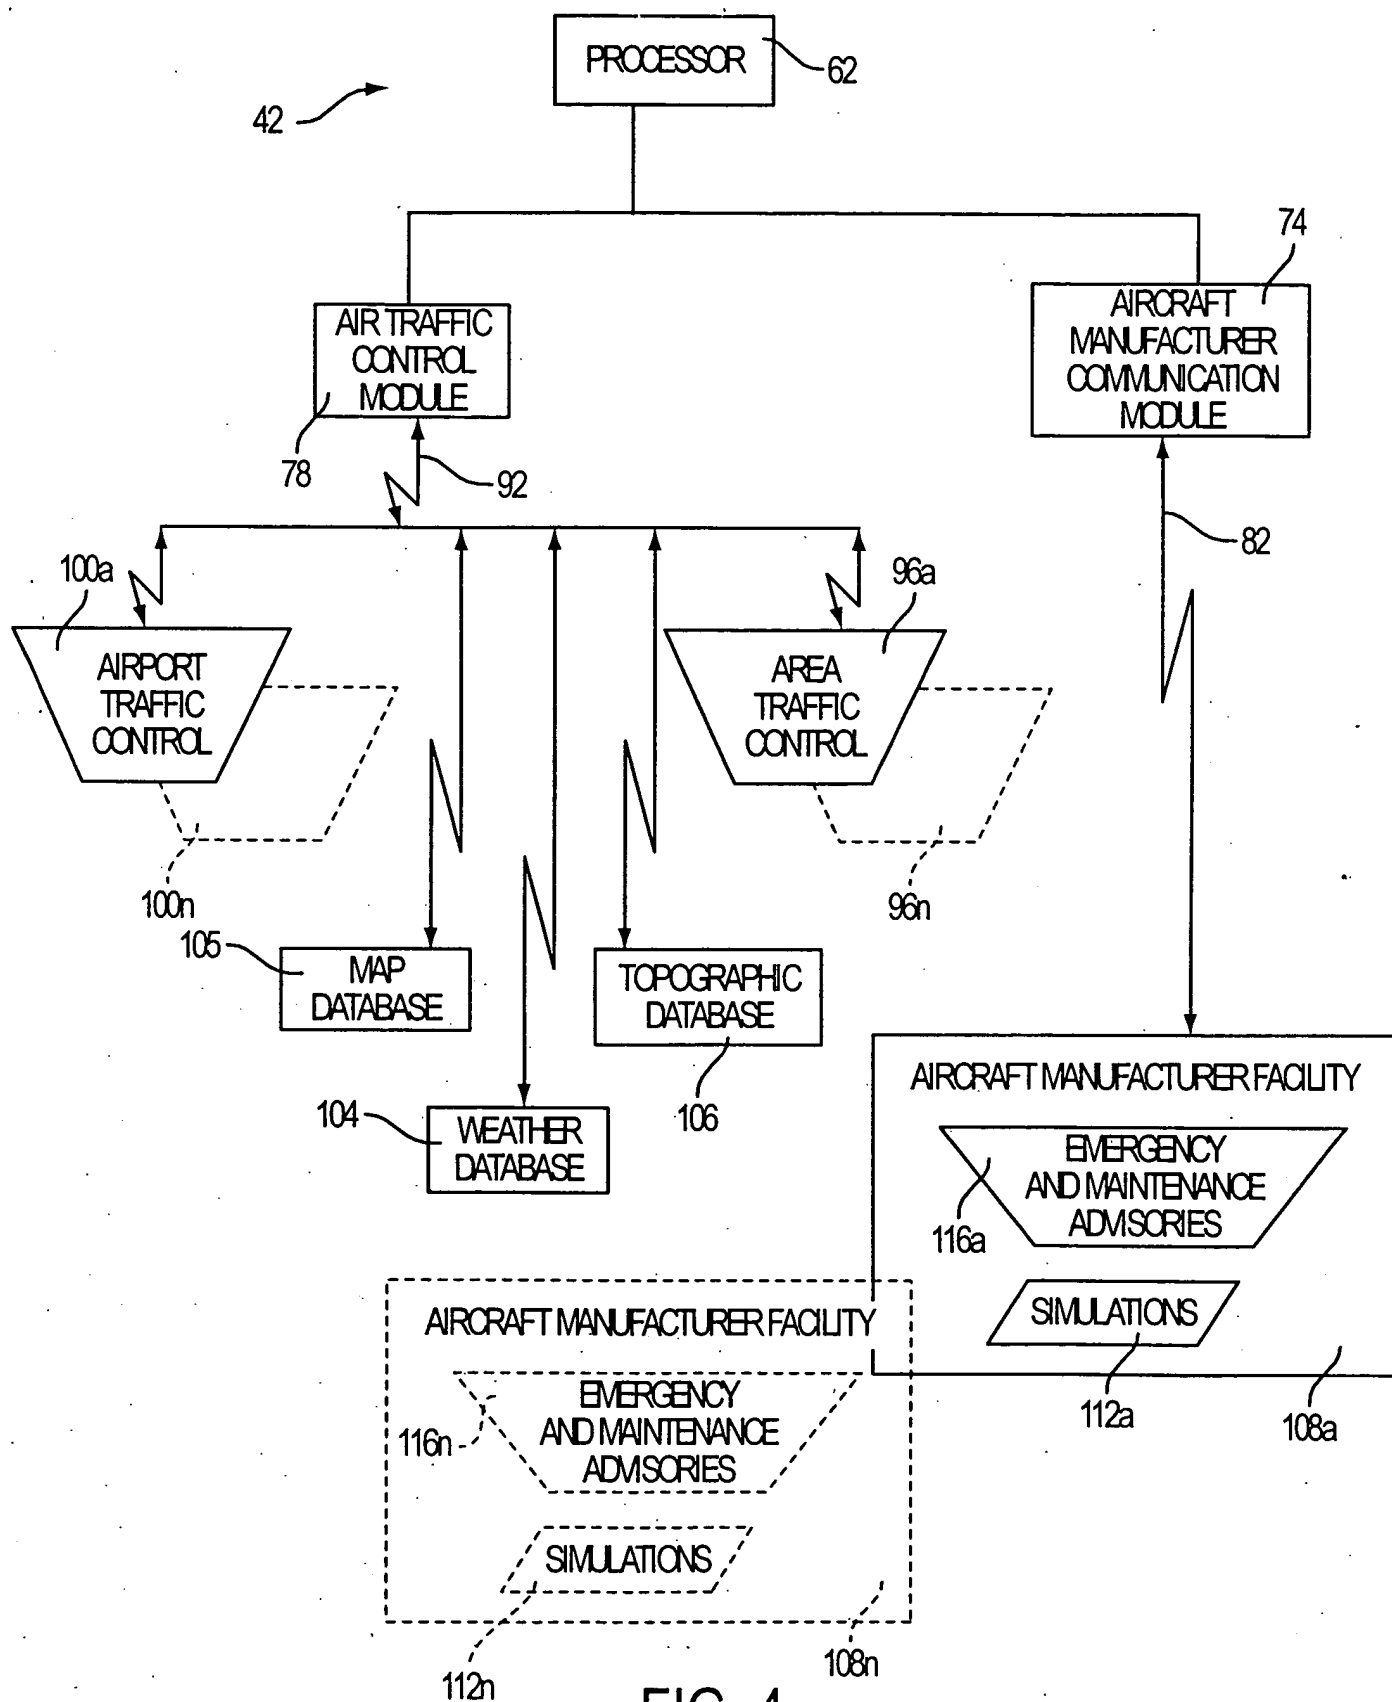 PROCESSOR
62
42
74
AIRCRAFT
MANUFACTURER
COMMUNICATION
MODULE
AIR TRAFFIC
CONTROL
MODULE
78
92
82
100a
96a
AIRPORT
TRAFFIC
CONTROL
AREA
TRAFFIC
CONTROL
100n
96n
105
MAP
DATABASE
TOPOGRAPHIC
DATABASE
106
104
WEATHER
DATABASE
AIRCRAFT MANUFACTURER FACILITY
EMERGENCY
AND MAINTENANCE
ADVISORIES
116a
SIMULATIONS
112a
108a
AIRCRAFT MANUFACTURER FACILITY
EMERGENCY
AND MAINTENANCE
ADVISORIES
116n
SIMULATIONS
112n
108n
FIG. 4